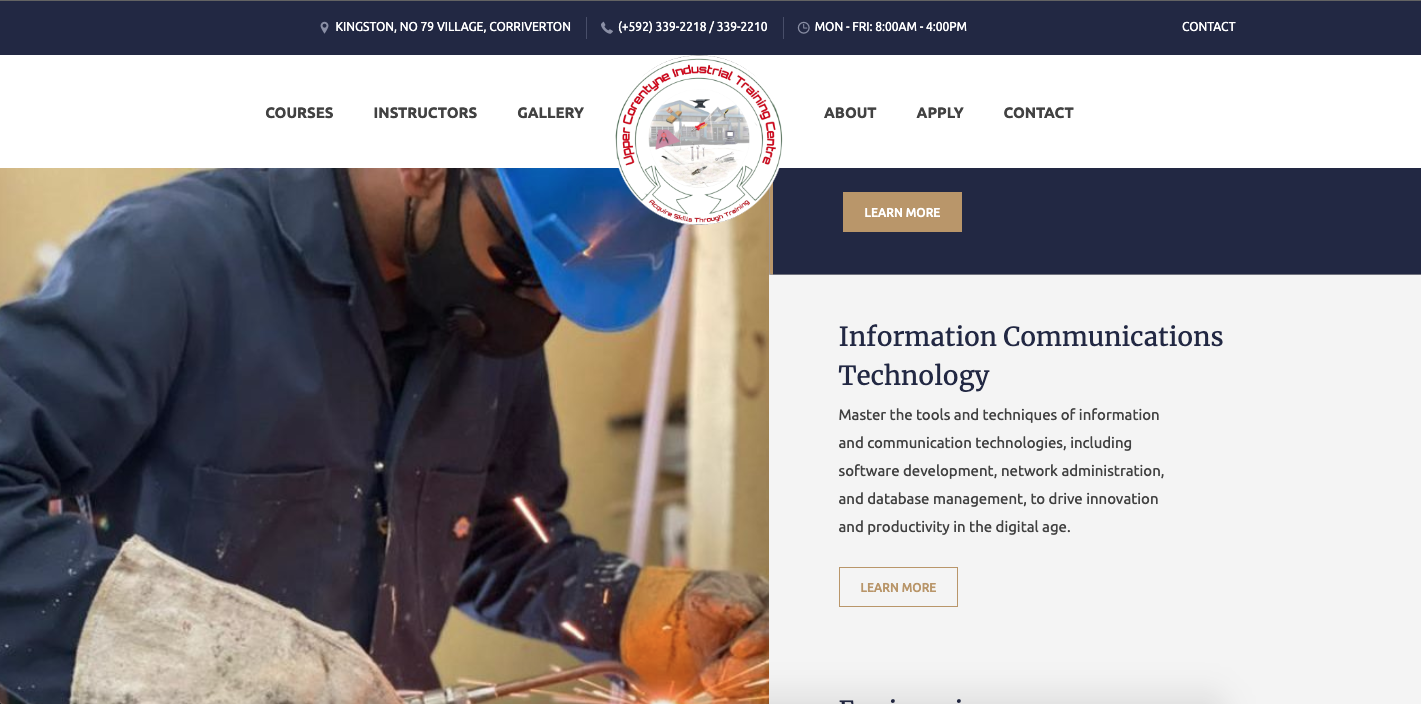 KINGSTON, NO 79 VILLAGE, CORRIVERTON
(+592) 339-2218 / 339-2210
MON - FRI: 8:00AM - 4:00PM
CONTACT
COURSES
INSTRUCTORS
GALLERY
Upper Corentyne Industrial Training Centre
Acquire Skills Through Training
ABOUT
APPLY
CONTACT
LEARN MORE
Information Communications
Technology
Master the tools and techniques of information
and communication technologies, including
software development, network administration,
and database management, to drive innovation
and productivity in the digital age.
LEARN MORE